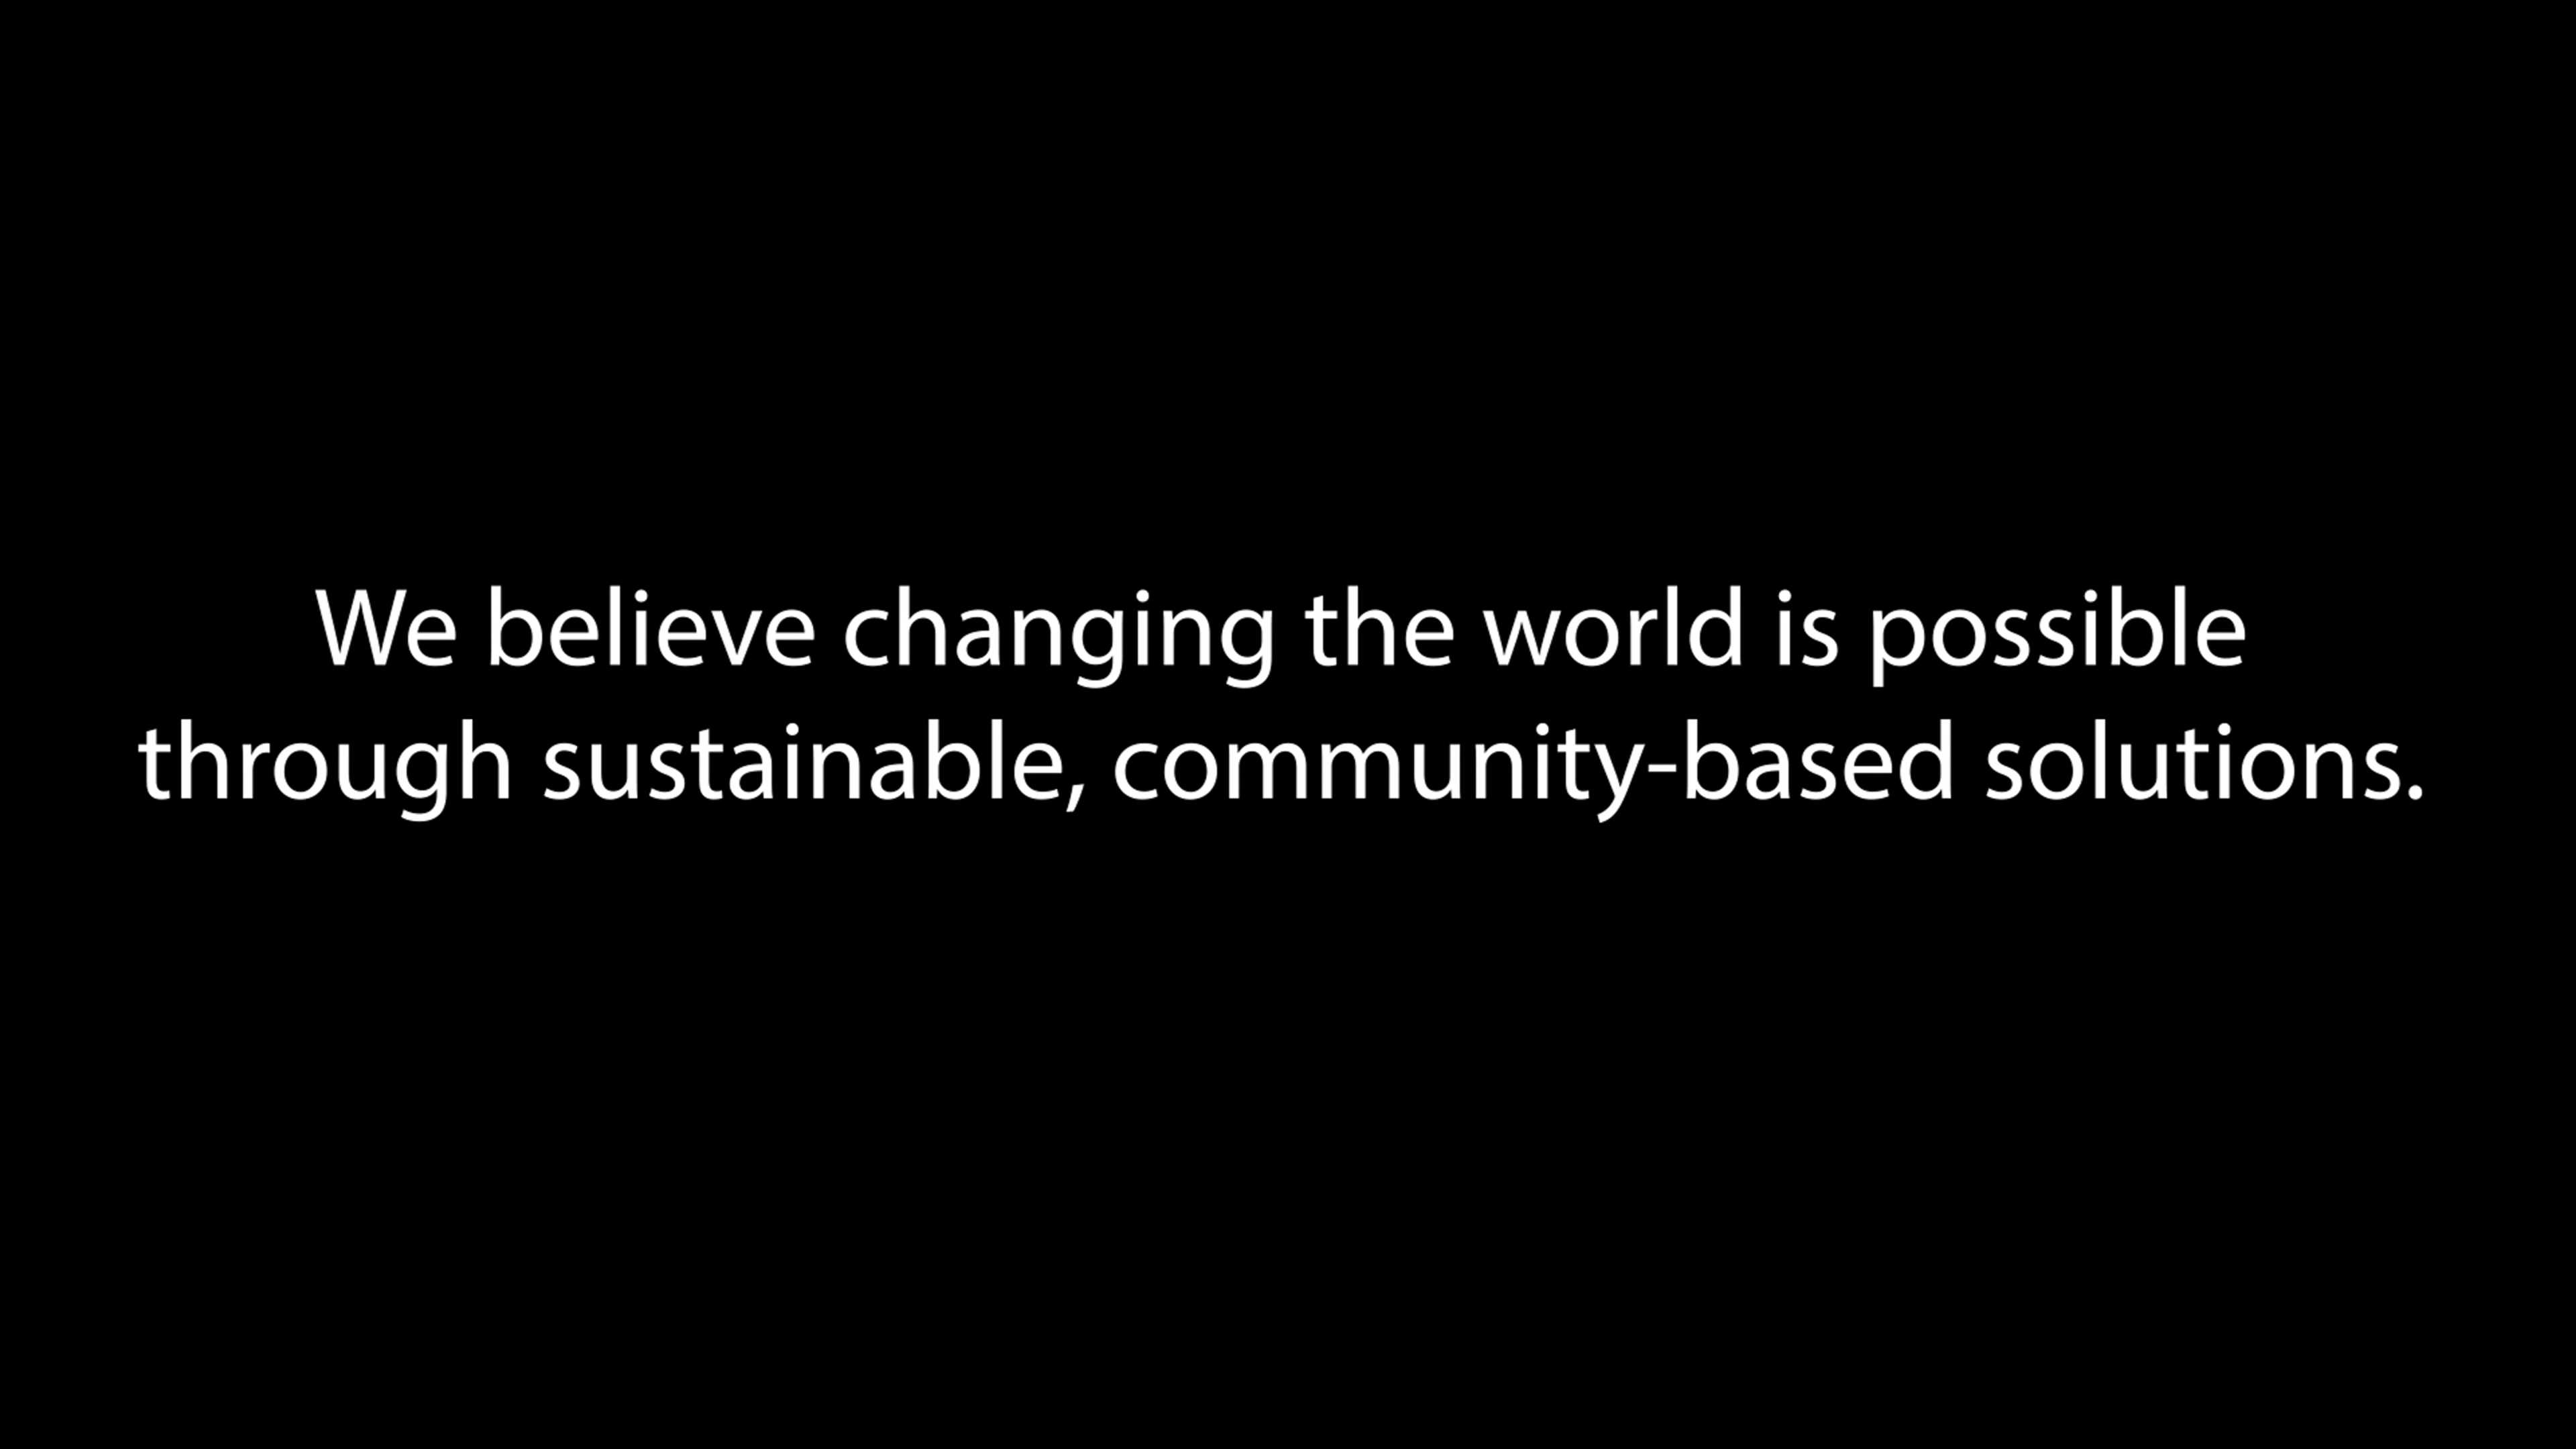 We believe changing the world is possible
through sustainable, community-based solutions.